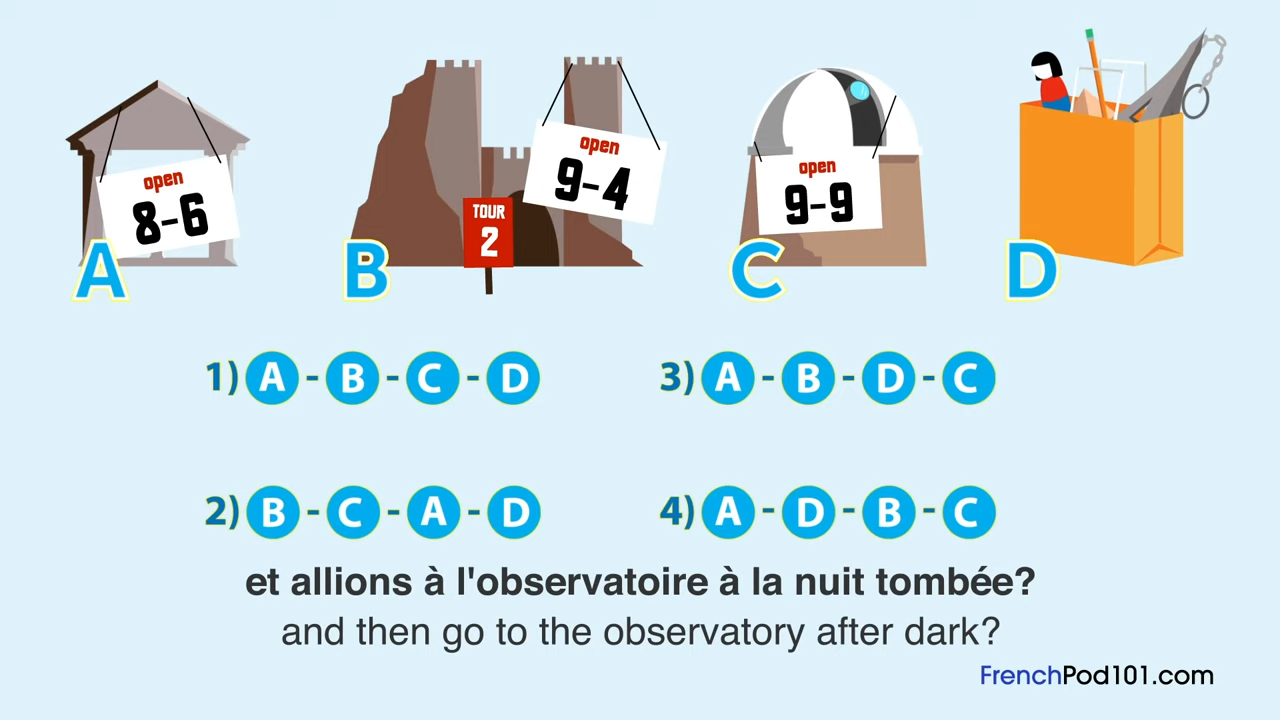 open
8-6
open
9-4
TOUR
2
open
9-9
A
B
C
D
1) A - B - C - D
3) A - B - D - C
2) B - C - A - D
4) A - D - B - C
et allions à l'observatoire à la nuit tombée?
and then go to the observatory after dark?
FrenchPod101.com